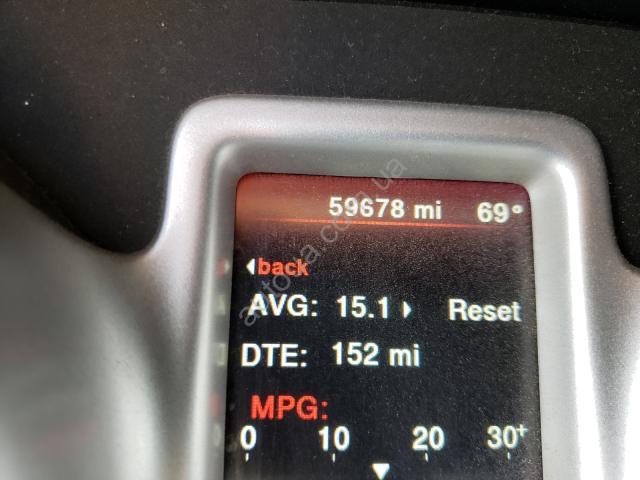 59678 mi 69°
◂back
AVG: 15.1 ▸ Reset
DTE: 152 mi
MPG:
0 10 20 30+